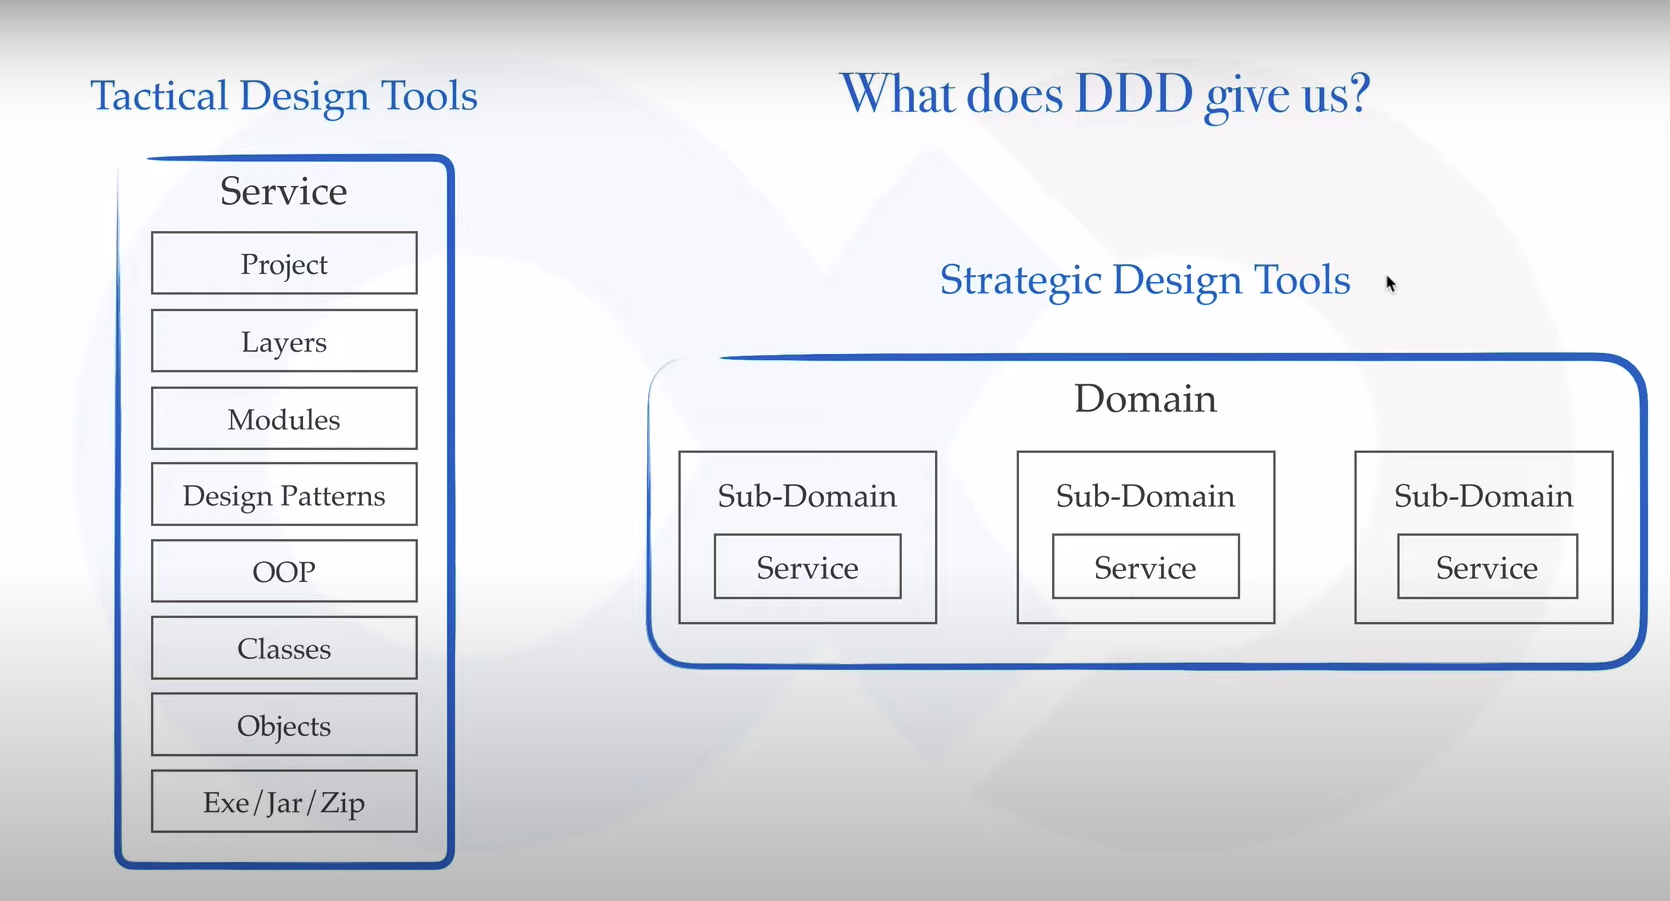 Tactical Design Tools
Service
Project
Layers
Modules
Design Patterns
OOP
Classes
Objects
Exe/Jar/Zip
What does DDD give us?
Strategic Design Tools
Domain
Sub-Domain
Service
Sub-Domain
Service
Sub-Domain
Service